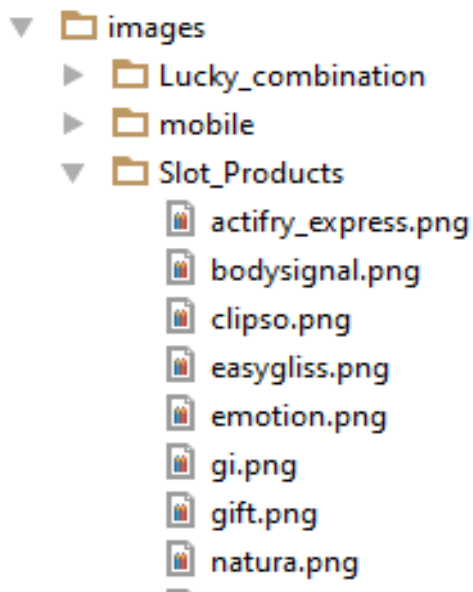 images
Lucky_combination
mobile
Slot_Products
actifry_express.png
bodysignal.png
clipso.png
easygliss.png
emotion.png
gi.png
gift.png
natura.png